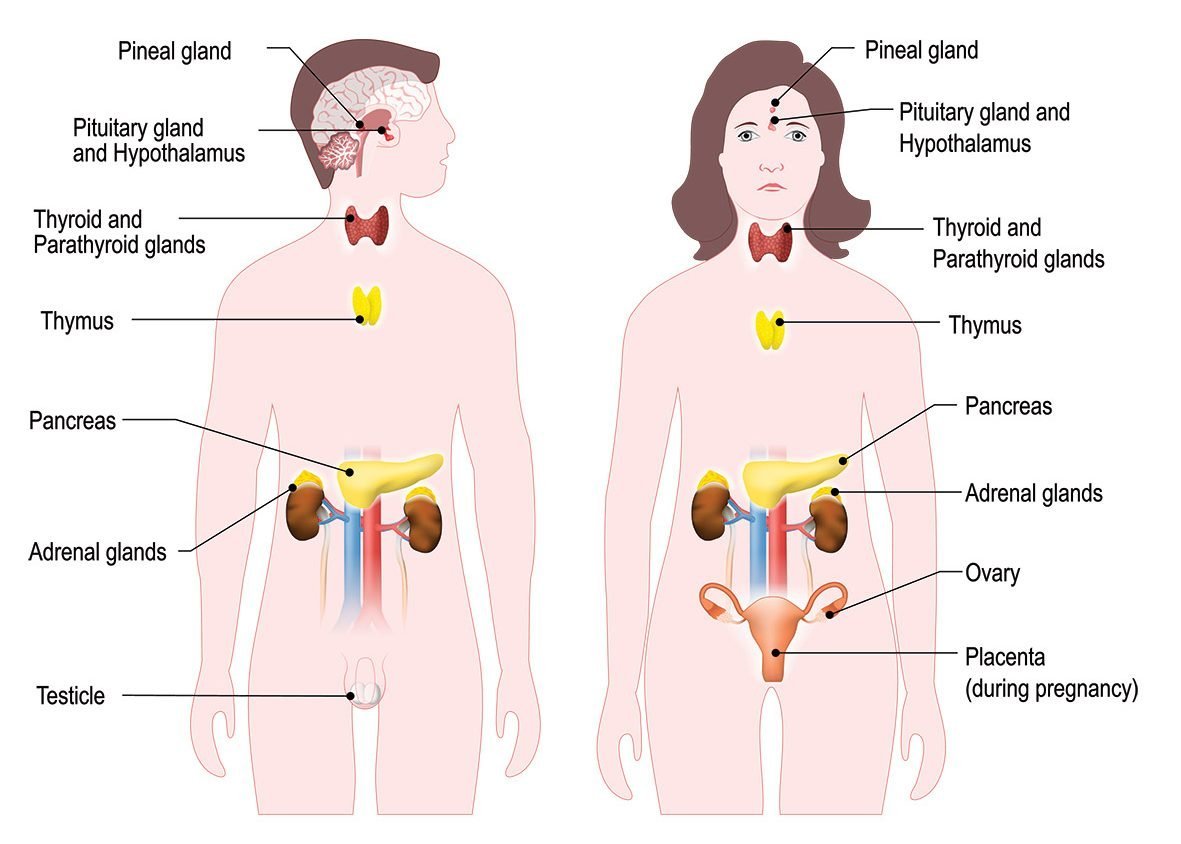 Pineal gland
Pituitary gland
and Hypothalamus
Thyroid and
Parathyroid glands
Thymus
Pancreas
Adrenal glands
Testicle
Pineal gland
Pituitary gland and
Hypothalamus
Thyroid and
Parathyroid glands
Thymus
Pancreas
Adrenal glands
Ovary
Placenta
(during pregnancy)